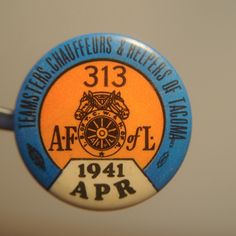 TEAMSTERS, CHAUFFEURS & HELPERS OF TACOMA
313
A.F. of L.
1941
APR